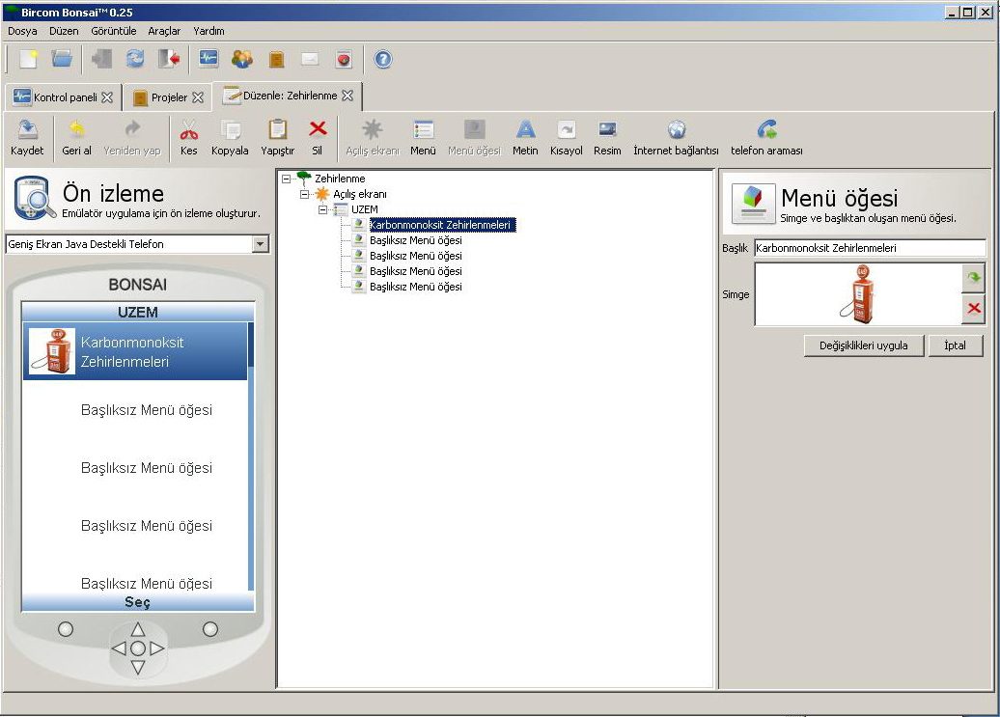 Bircom Bonsai™ 0.25
Dosya Düzen Görüntüle Araçlar Yardım
Kontrol paneli Projeler Düzenle: Zehirlenme
Kaydet Geri al Yeniden yap Kes Kopyala Yapıştır Sil Açılış ekranı Menü Menü öğesi Metin Kısayol Resim İnternet bağlantısı telefon araması
Ön izleme
Emülatör uygulama için ön izleme oluşturur.
Geniş Ekran Java Destekli Telefon
BONSAI
UZEM
Karbonmonoksit
Zehirlenmeleri
Başlıksız Menü öğesi
Başlıksız Menü öğesi
Başlıksız Menü öğesi
Başlıksız Menü öğesi
Seç
Zehirlenme
Açılış ekranı
UZEM
Karbonmonoksit Zehirlenmeleri
Başlıksız Menü öğesi
Başlıksız Menü öğesi
Başlıksız Menü öğesi
Başlıksız Menü öğesi
Menü öğesi
Simge ve başlıktan oluşan menü öğesi.
Başlık Karbonmonoksit Zehirlenmeleri
Simge
Değişiklikleri uygula İptal